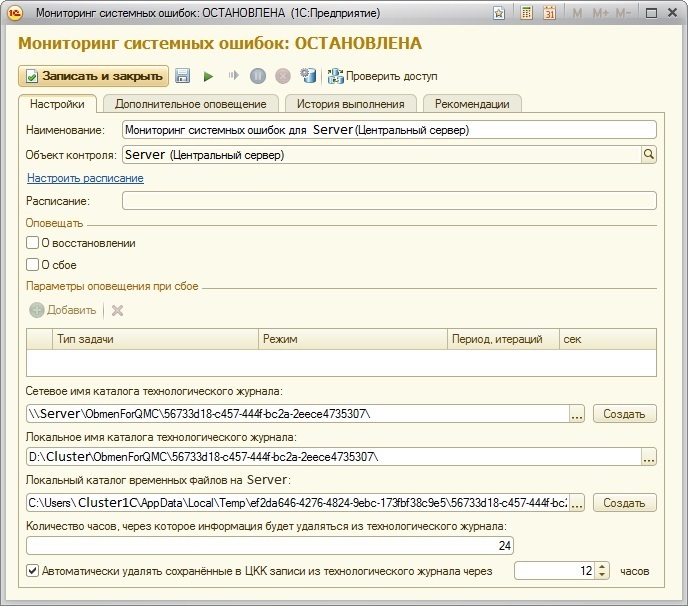 Мониторинг системных ошибок: ОСТАНОВЛЕНА (1С:Предприятие)
M M+ M-
Мониторинг системных ошибок: ОСТАНОВЛЕНА
Записать и закрыть Проверить доступ
Настройки Дополнительное оповещение История выполнения Рекомендации
Наименование: Мониторинг системных ошибок для Server (Центральный сервер)
Объект контроля: Server (Центральный сервер)
Настроить расписание
Расписание:
Оповещать
О восстановлении
О сбое
Параметры оповещения при сбое
Добавить
Тип задачи Режим Период, итераций сек
Сетевое имя каталога технологического журнала:
\\Server\ObmenForQMC\56733d18-c457-444f-bc2a-2eece4735307\ ... Создать
Локальное имя каталога технологического журнала:
D:\Cluster\ObmenForQMC\56733d18-c457-444f-bc2a-2eece4735307\ ...
Локальный каталог временных файлов на Server:
C:\Users\ Cluster1C\AppData\Local\Temp\ef2da646-4276-4824-9ebc-173fbf38c9e5\56733d18-c457-444f-bc2 ... Создать
Количество часов, через которое информация будет удаляться из технологического журнала:
24
Автоматически удалять сохранённые в ЦКК записи из технологического журнала через 12 часов